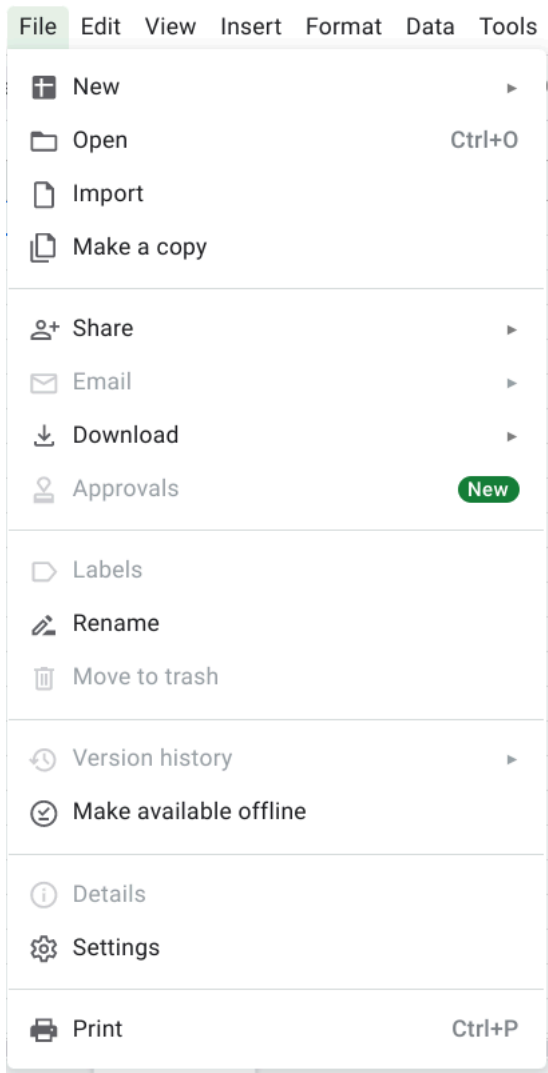 File Edit View Insert Format Data Tools
New ►
Open Ctrl+O
Import
Make a copy
Share ►
Email ►
Download ►
Approvals New
Labels
Rename
Move to trash
Version history ►
Make available offline
Details
Settings
Print Ctrl+P